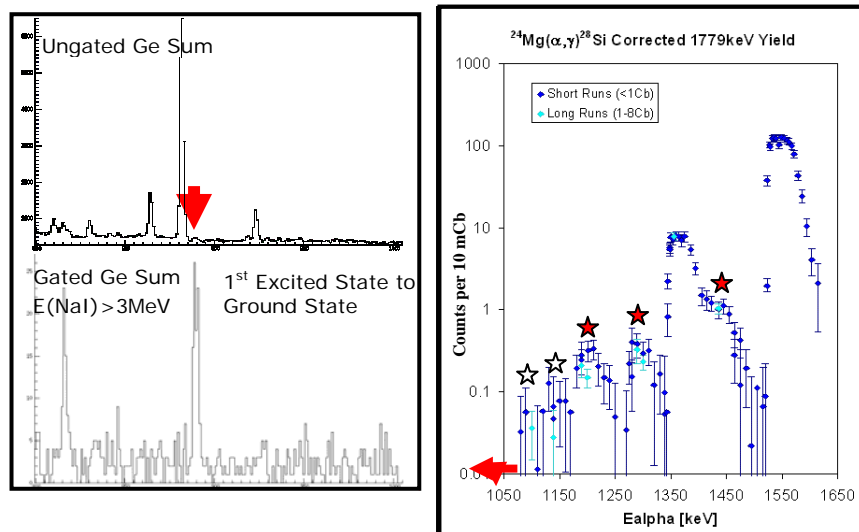 Ungated Ge Sum
Gated Ge Sum
E(NaI)>3MeV
1st Excited State to
Ground State
24Mg(α,γ)28Si Corrected 1779keV Yield
Short Runs (<1Cb)
Long Runs (1-8Cb)
Counts per 10 mCb
1000
100
10
1
0.1
0.0
1050 1150 1250 1350 1450 1550 1650
Ealpha [keV]